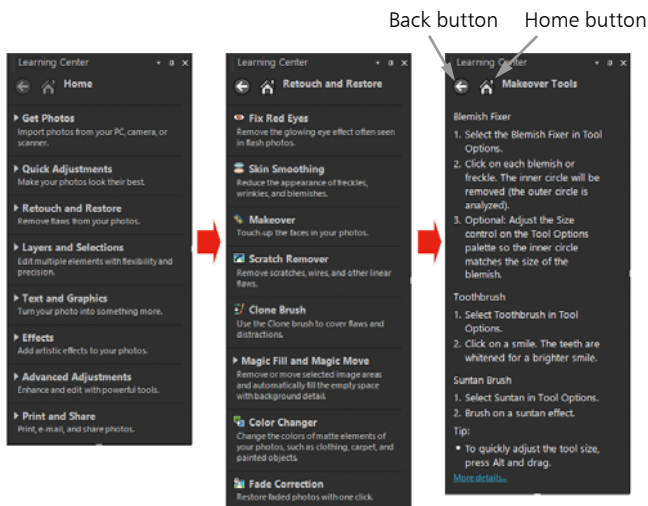 Back button Home button
Learning Center
Home
Get Photos
Import photos from your PC, camera, or
scanner.
Quick Adjustments
Make your photos look their best.
Retouch and Restore
Remove flaws from your photos.
Layers and Selections
Edit multiple elements with flexibility and
precision.
Text and Graphics
Turn your photo into something more.
Effects
Add artistic effects to your photos.
Advanced Adjustments
Enhance and edit with powerful tools.
Print and Share
Print, e-mail, and share photos.
Learning Center
Retouch and Restore
Fix Red Eyes
Remove the glowing eye effect often seen
in flash photos.
Skin Smoothing
Reduce the appearance of freckles,
wrinkles, and blemishes.
Makeover
Touch-up the faces in your photos.
Scratch Remover
Remove scratches, wires, and other linear
flaws.
Clone Brush
Use the Clone brush to cover flaws and
distractions.
Magic Fill and Magic Move
Remove or move selected image areas
and automatically fill the empty space
with background detail.
Color Changer
Change the colors of matte elements of
your photos, such as clothing, carpet, and
painted objects.
Fade Correction
Restore faded photos with one click.
Learning Center
Makeover Tools
Blemish Fixer
1. Select the Blemish Fixer in Tool
Options.
2. Click on each blemish or
freckle. The inner circle will be
removed (the outer circle is
analyzed).
3. Optional: Adjust the Size
control on the Tool Options
palette so the inner circle
matches the size of the
blemish.
Toothbrush
1. Select Toothbrush in Tool
Options.
2. Click on a smile. The teeth are
whitened for a brighter smile.
Suntan Brush
1. Select Suntan in Tool Options.
2. Brush on a suntan effect.
Tip:
• To quickly adjust the tool size,
press Alt and drag.
More details...